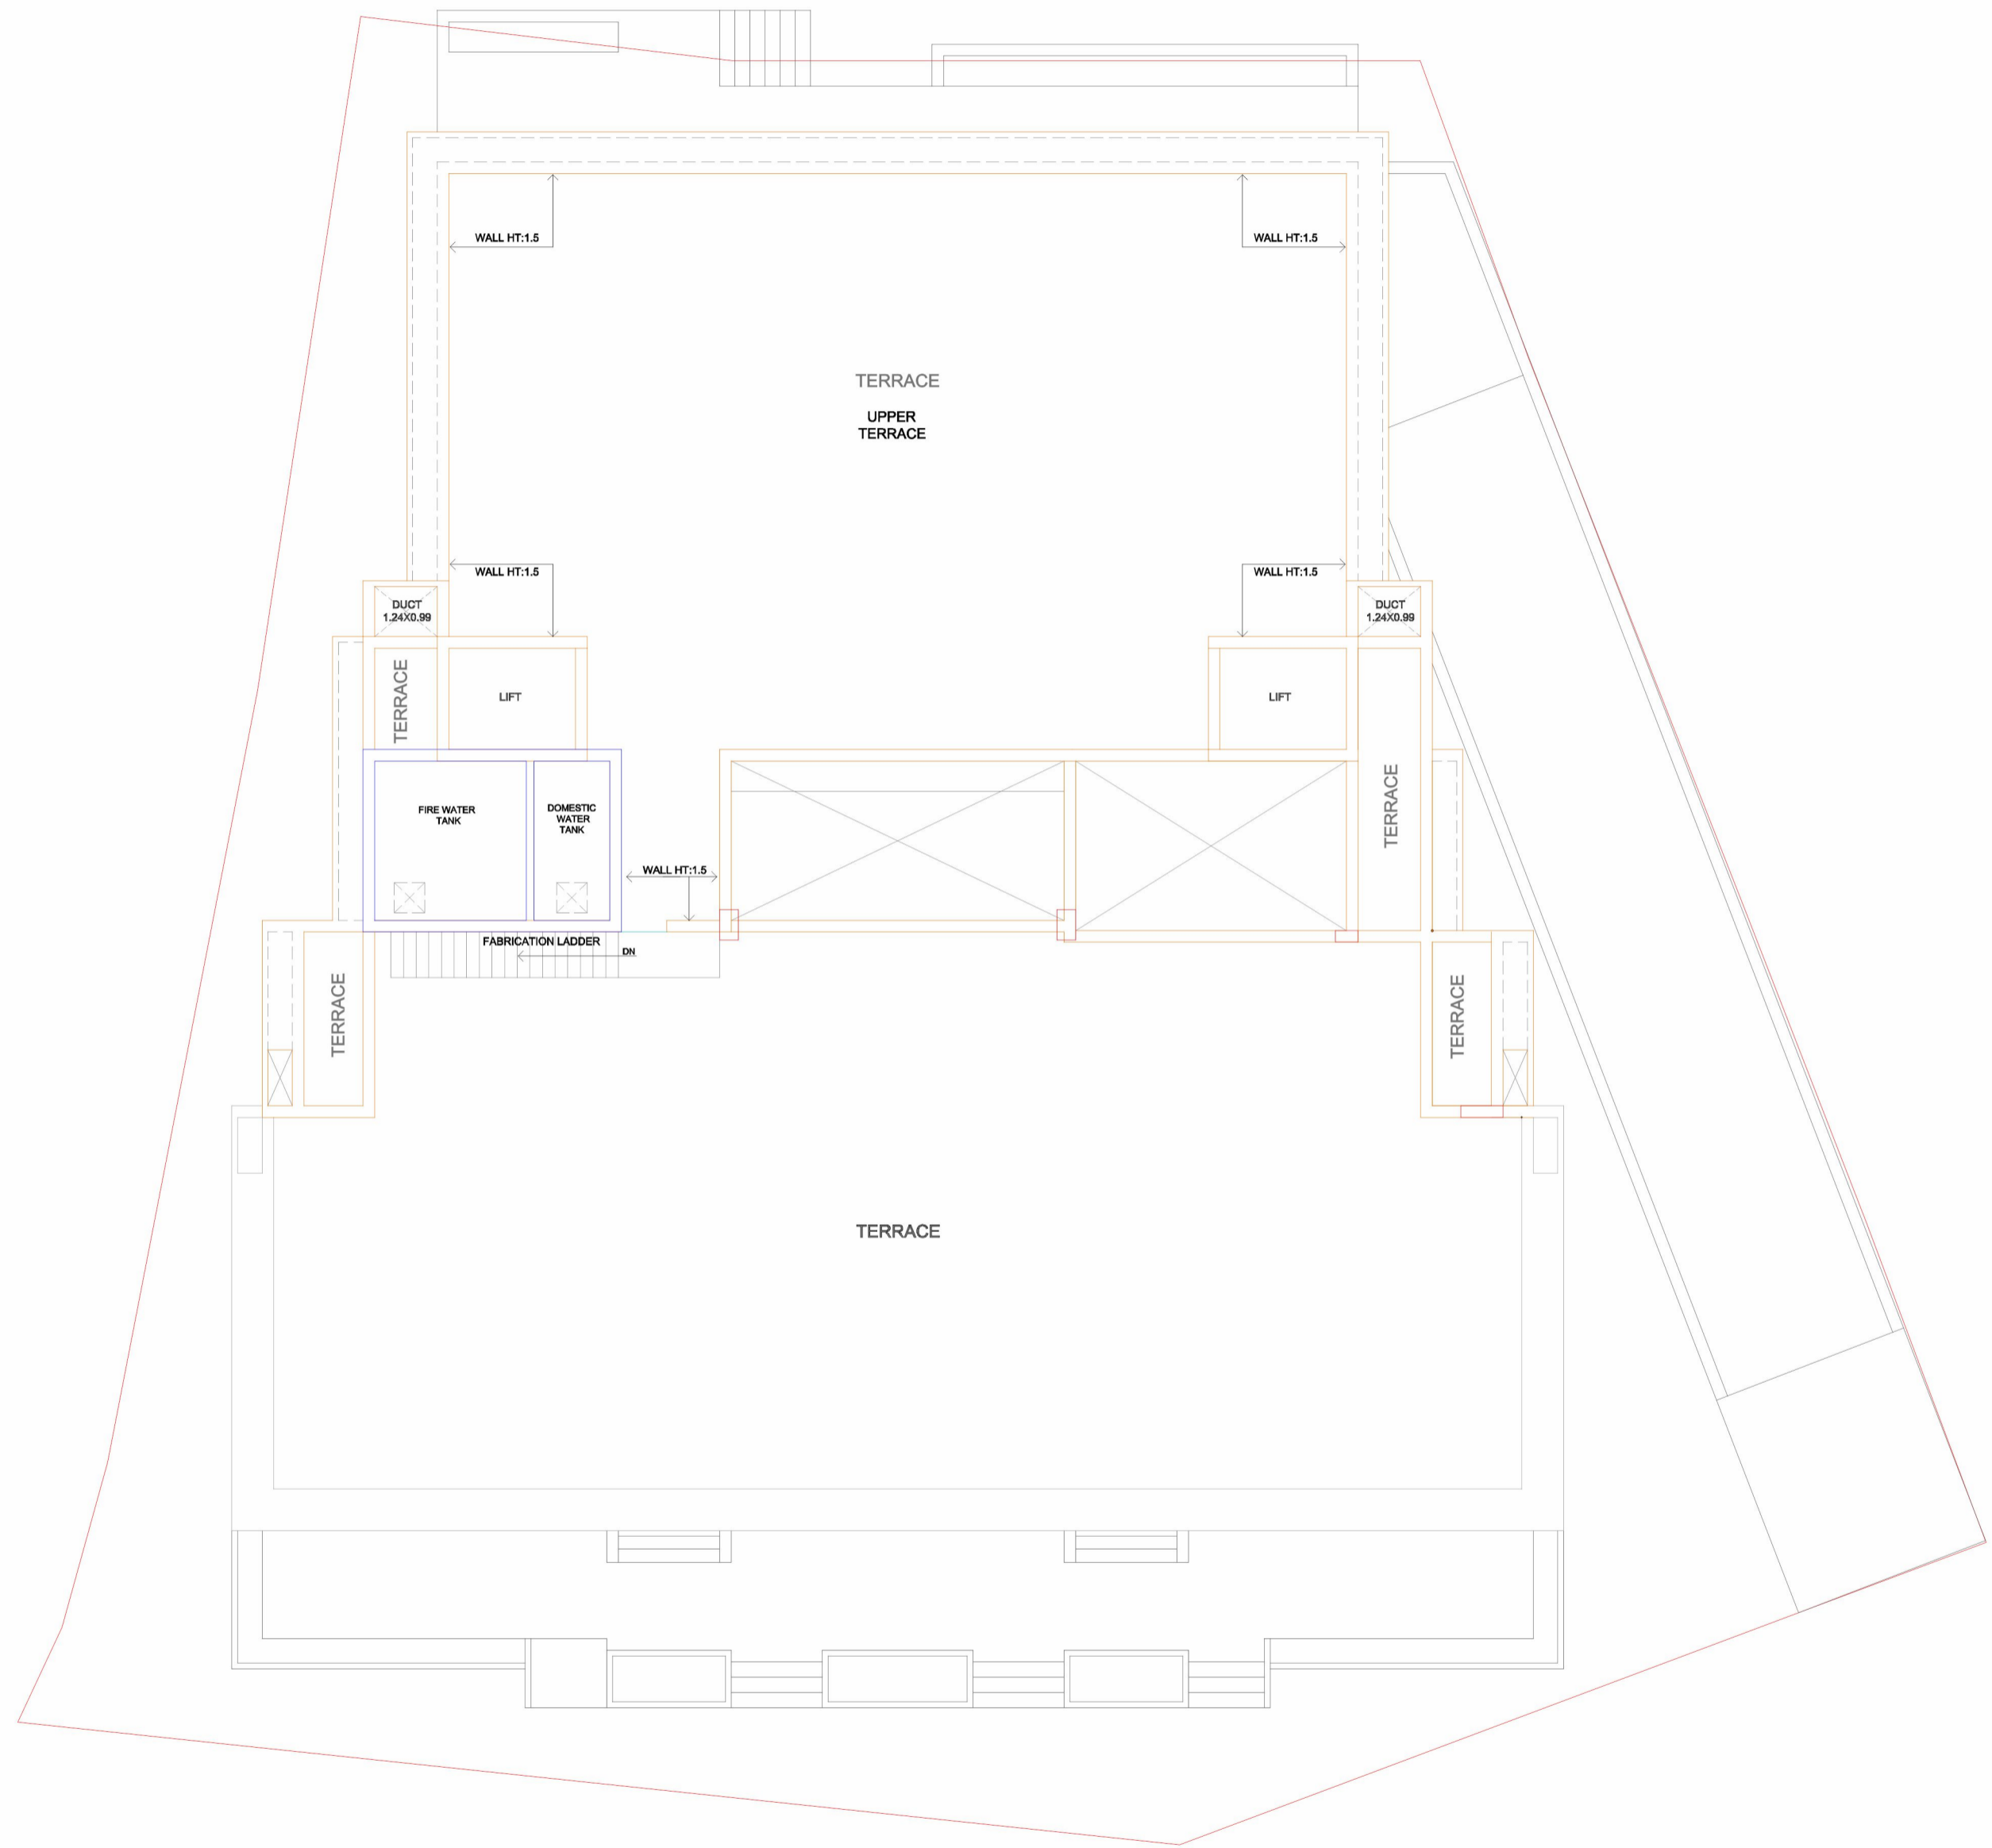 WALL HT:1.5
WALL HT:1.5
TERRACE
UPPER
TERRACE
WALL HT:1.5
WALL HT:1.5
DUCT
1.24X0.99
DUCT
1.24X0.99
TERRACE
LIFT
LIFT
FIRE WATER
TANK
DOMESTIC
WATER
TANK
TERRACE
WALL HT:1.5
FABRICATION LADDER
DN
TERRACE
TERRACE
TERRACE